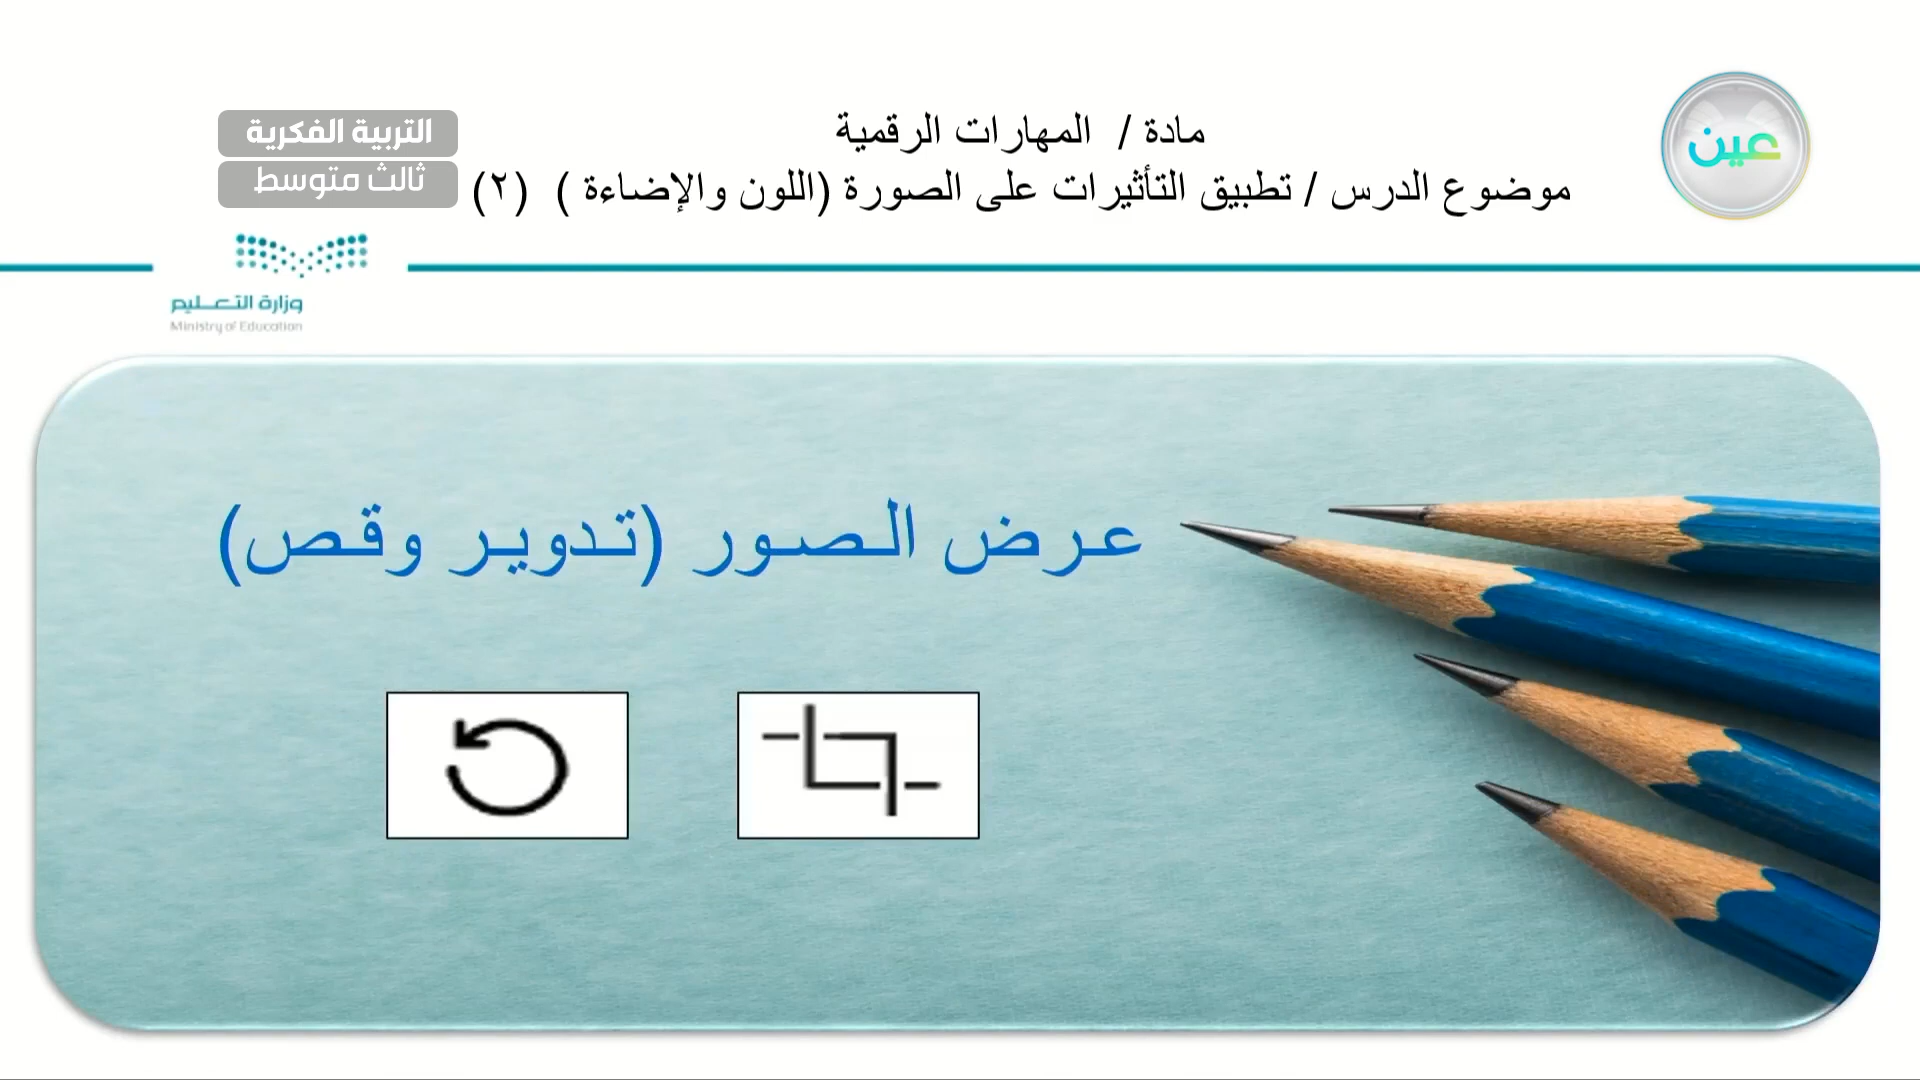 عين
مادة / المهارات الرقمية
موضوع الدرس / تطبيق التأثيرات على الصورة (اللون والإضاءة ) (٢)
التربية الفكرية
ثالث متوسط
وزارة التعـليم
Ministry of Education
عرض الصور (تدوير وقص)